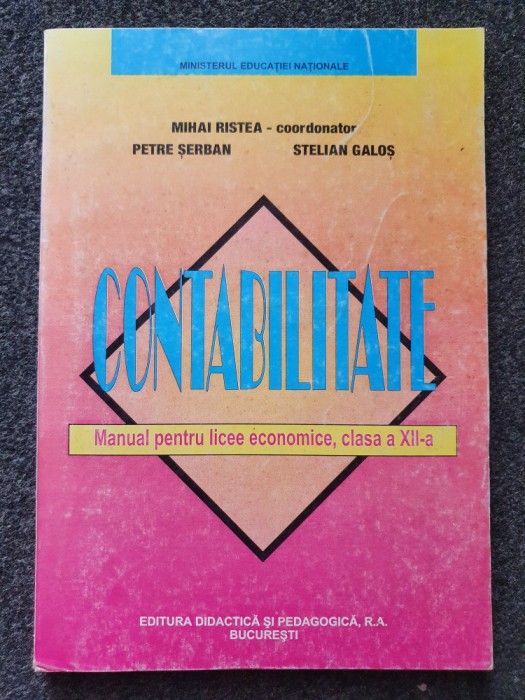 MINISTERUL EDUCAȚIEI NAȚIONALE
MIHAI RISTEA - coordonator
PETRE ȘERBAN STELIAN GALOȘ
CONTABILITATE
Manual pentru licee economice, clasa a XII-a
EDITURA DIDACTICĂ ȘI PEDAGOGICĂ, R.A.
BUCUREȘTI